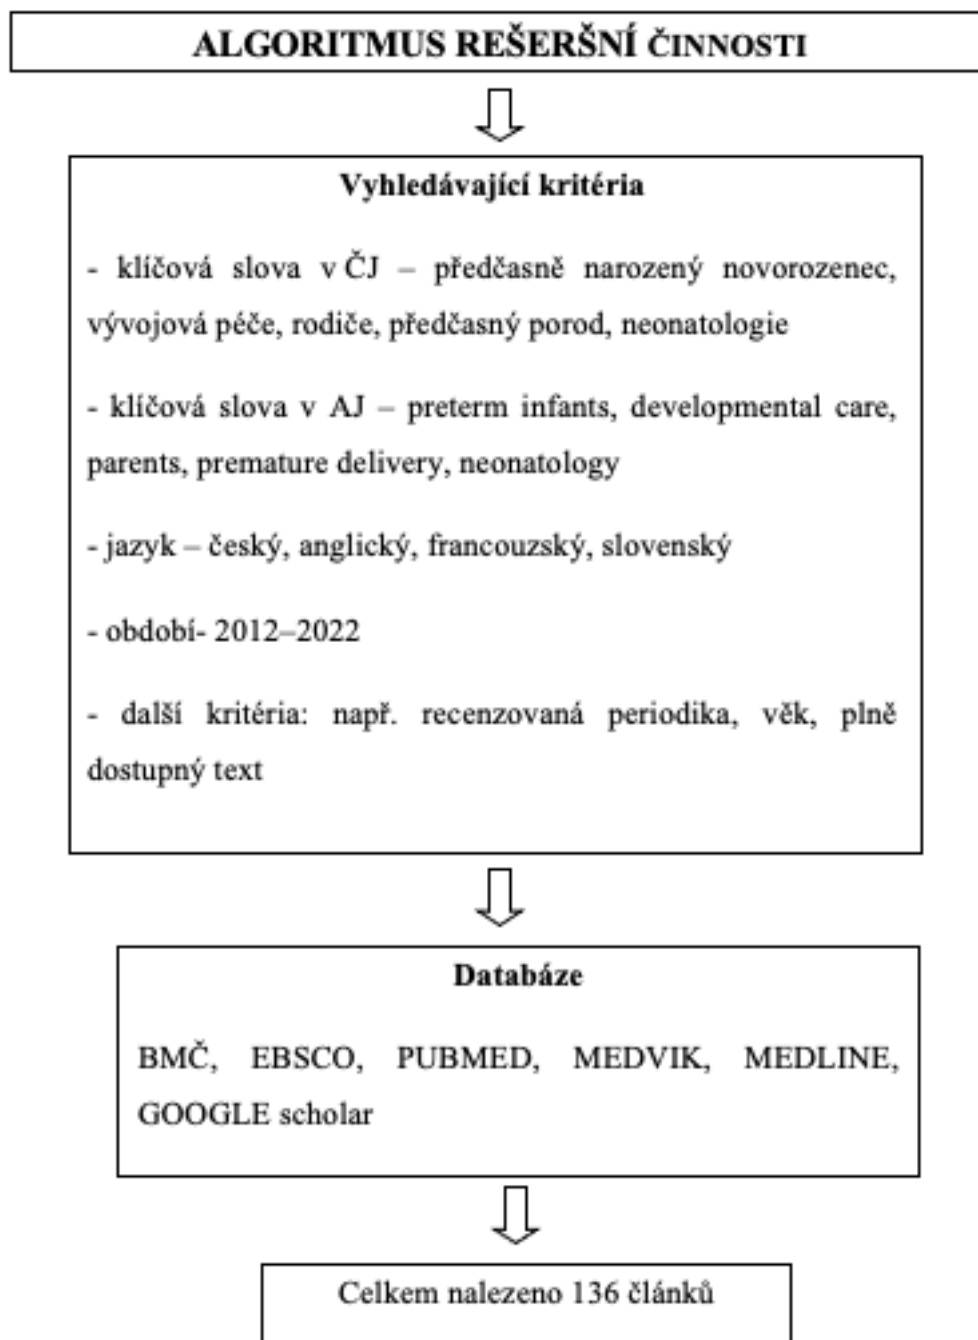 ALGORITMUS REŠERŠNÍ ČINNOSTI
Vyhledávající kritéria
- klíčová slova v ČJ – předčasně narozený novorozenec,
vývojová péče, rodiče, předčasný porod, neonatologie
- klíčová slova v AJ – preterm infants, developmental care,
parents, premature delivery, neonatology
- jazyk – český, anglický, francouzský, slovenský
- období- 2012–2022
- další kritéria: např. recenzovaná periodika, věk, plně
dostupný text
Databáze
BMČ, EBSCO, PUBMED, MEDVIK, MEDLINE,
GOOGLE scholar
Celkem nalezeno 136 článků